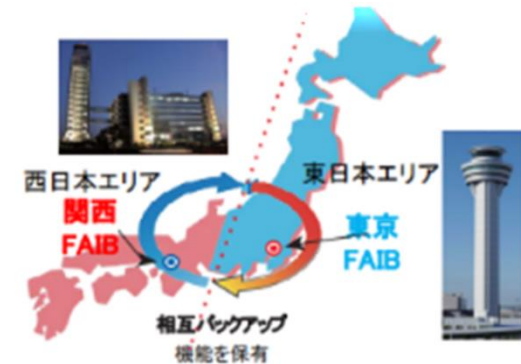 西日本エリア
関西
FAIB
東日本エリア
東京
FAIB
相互バックアップ
機能を保有